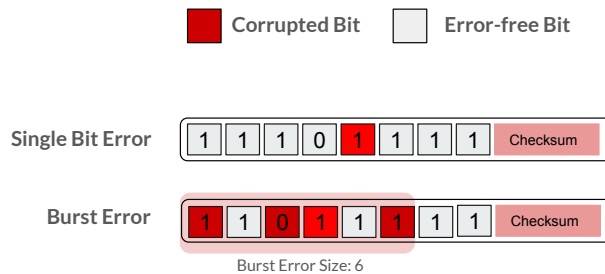 Corrupted Bit Error-free Bit
Single Bit Error 1 1 1 0 1 1 1 1 Checksum
Burst Error 1 1 0 1 1 1 1 1 Checksum
Burst Error Size: 6